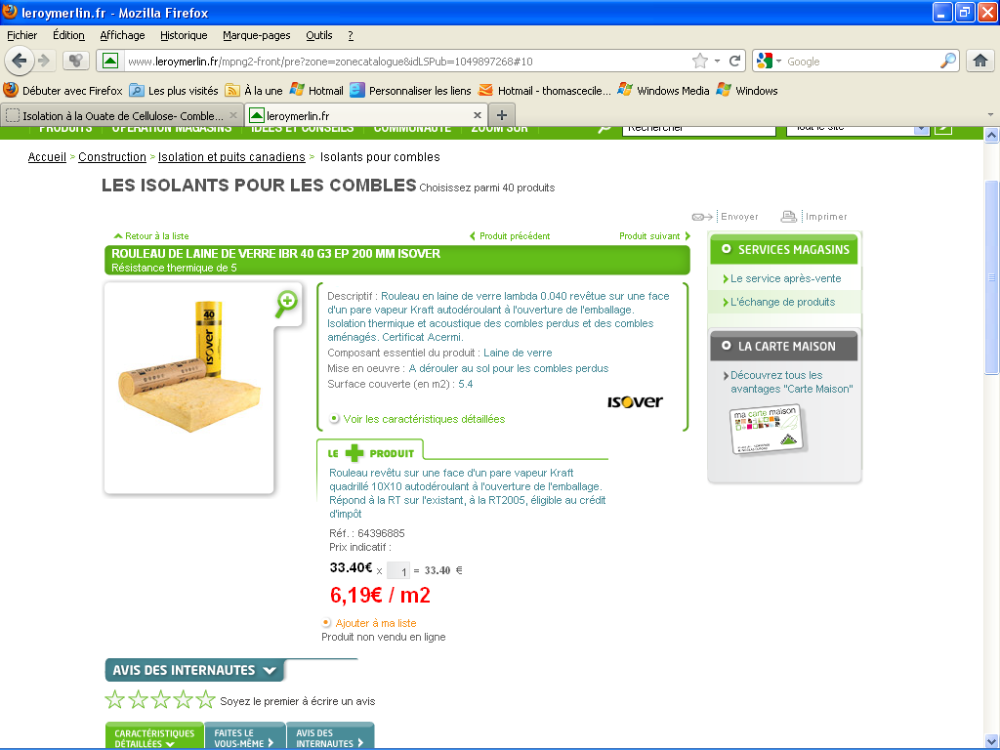 leroymerlin.fr - Mozilla Firefox
Fichier Édition Affichage Historique Marque-pages Outils ?
www.leroymerlin.fr/mpng2-front/pre?zone=zonecatalogue&idLSPub=1049897268#10
Google
Débuter avec Firefox Les plus visités À la une Hotmail Personnaliser les liens Hotmail - thomascecile... Windows Media Windows
Isolation à la Ouate de Cellulose- Comble...
leroymerlin.fr
PRODUITS OPÉRATION MAGASINS IDÉES ET CONSEILS COMMUNAUTÉ ZOOM SUR
Rechercher Tout le site
Accueil > Construction > Isolation et puits canadiens > Isolants pour combles
LES ISOLANTS POUR LES COMBLES Choisissez parmi 40 produits
Envoyer Imprimer
Retour à la liste Produit précédent Produit suivant
ROULEAU DE LAINE DE VERRE IBR 40 G3 EP 200 MM ISOVER
Résistance thermique de 5
40
isover
Descriptif : Rouleau en laine de verre lambda 0.040 revêtue sur une face
d'un pare vapeur Kraft autodéroulant à l'ouverture de l'emballage.
Isolation thermique et acoustique des combles perdus et des combles
aménagés. Certificat Acermi.
Composant essentiel du produit : Laine de verre
Mise en oeuvre : A dérouler au sol pour les combles perdus
Surface couverte (en m2) : 5.4
isover
Voir les caractéristiques détaillées
LE PRODUIT
Rouleau revêtu sur une face d'un pare vapeur Kraft
quadrillé 10X10 autodéroulant à l'ouverture de l'emballage.
Répond à la RT sur l'existant, à la RT2005, éligible au crédit
d'impôt
Réf. : 64396885
Prix indicatif :
33.40€ x 1 = 33.40 €
6,19€ / m2
Ajouter à ma liste
Produit non vendu en ligne
SERVICES MAGASINS
Le service après-vente
L'échange de produits
LA CARTE MAISON
Découvrez tous les
avantages "Carte Maison"
ma carte maison
AVIS DES INTERNAUTES
Soyez le premier à écrire un avis
CARACTÉRISTIQUES
DÉTAILLÉES
FAITES LE
VOUS-MÊME
AVIS DES
INTERNAUTES